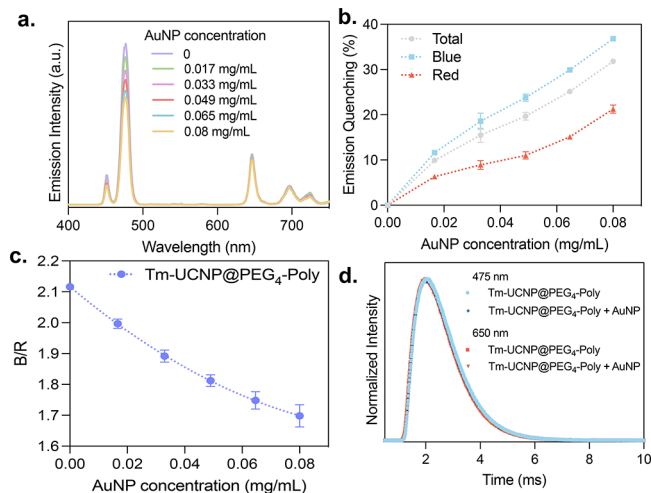 a.
AuNP concentration
0
0.017 mg/mL
0.033 mg/mL
0.049 mg/mL
0.065 mg/mL
0.08 mg/mL
Emission Intensity (a.u.)
400 500 600 700
Wavelength (nm)
b.
Total
Blue
Red
Emission Quenching (%)
40
30
20
10
0
0.00 0.02 0.04 0.06 0.08
AuNP concentration (mg/mL)
c.
Tm-UCNP@PEG4-Poly
B/R
2.2
2.1
2.0
1.9
1.8
1.7
1.6
0.00 0.02 0.04 0.06 0.08
AuNP concentration (mg/mL)
d.
475 nm
Tm-UCNP@PEG4-Poly
Tm-UCNP@PEG4-Poly + AuNP
650 nm
Tm-UCNP@PEG4-Poly
Tm-UCNP@PEG4-Poly + AuNP
Normalized Intensity
2 4 6 8 10
Time (ms)